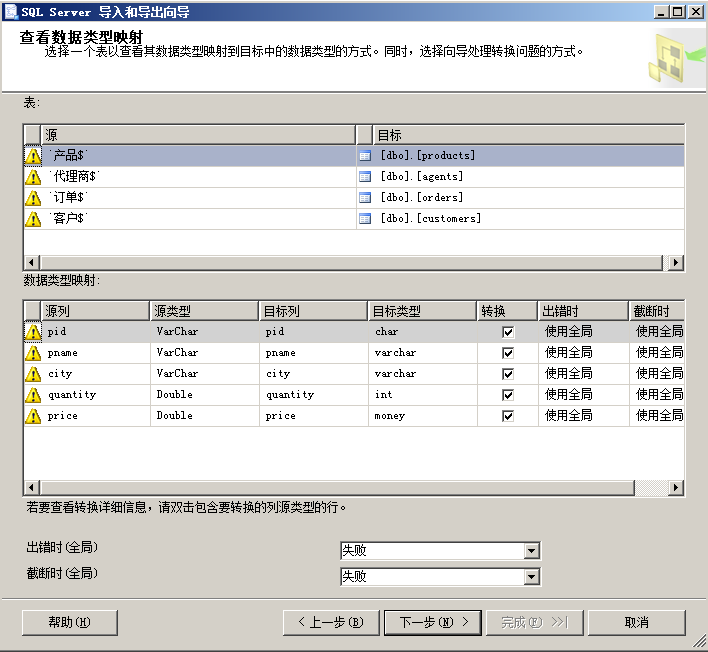 SQL Server 导入和导出向导
查看数据类型映射
选择一个表以查看其数据类型映射到目标中的数据类型的方式。同时，选择向导处理转换问题的方式。
表:
源 目标
`产品$` [dbo].[products]
`代理商$` [dbo].[agents]
`订单$` [dbo].[orders]
`客户$` [dbo].[customers]
数据类型映射:
源列 源类型 目标列 目标类型 转换 出错时 截断时
pid VarChar pid char 使用全局 使用全局
pname VarChar pname varchar 使用全局 使用全局
city VarChar city varchar 使用全局 使用全局
quantity Double quantity int 使用全局 使用全局
price Double price money 使用全局 使用全局
若要查看转换详细信息，请双击包含要转换的列源类型的行。
出错时(全局) 失败
截断时(全局) 失败
帮助(H) < 上一步(B) 下一步(N) > 完成(F) >>| 取消